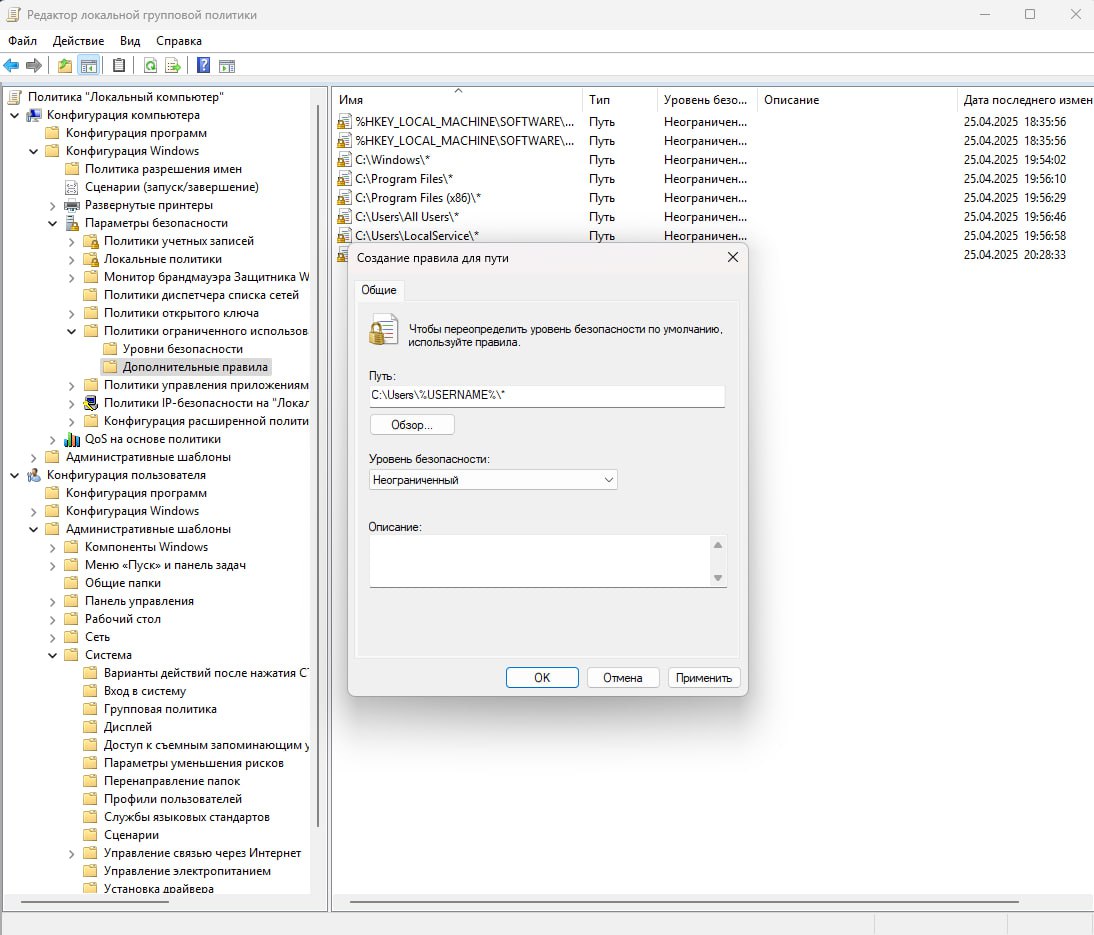 Редактор локальной групповой политики
Файл Действие Вид Справка
Политика "Локальный компьютер"
Конфигурация компьютера
Конфигурация программ
Конфигурация Windows
Политика разрешения имен
Сценарии (запуск/завершение)
Развернутые принтеры
Параметры безопасности
Политики учетных записей
Локальные политики
Монитор брандмауэра Защитника W
Политики диспетчера списка сетей
Политики открытого ключа
Политики ограниченного использов
Уровни безопасности
Дополнительные правила
Политики управления приложениям
Политики IP-безопасности на "Локал
Конфигурация расширенной полити
QoS на основе политики
Административные шаблоны
Конфигурация пользователя
Конфигурация программ
Конфигурация Windows
Административные шаблоны
Компоненты Windows
Меню «Пуск» и панель задач
Общие папки
Панель управления
Рабочий стол
Сеть
Система
Варианты действий после нажатия CT
Вход в систему
Групповая политика
Дисплей
Доступ к съемным запоминающим у
Параметры уменьшения рисков
Перенаправление папок
Профили пользователей
Службы языковых стандартов
Сценарии
Управление связью через Интернет
Управление электропитанием
Установка драйвера
Имя Тип Уровень безо... Описание Дата последнего измен
%HKEY_LOCAL_MACHINE\SOFTWARE\... Путь Неограничен... 25.04.2025 18:35:56
%HKEY_LOCAL_MACHINE\SOFTWARE\... Путь Неограничен... 25.04.2025 18:35:56
C:\Windows\* Путь Неограничен... 25.04.2025 19:54:02
C:\Program Files\* Путь Неограничен... 25.04.2025 19:56:10
C:\Program Files (x86)\* Путь Неограничен... 25.04.2025 19:56:29
C:\Users\All Users\* Путь Неограничен... 25.04.2025 19:56:46
C:\Users\LocalService\* Путь Неограничен... 25.04.2025 19:56:58
25.04.2025 20:28:33
Создание правила для пути
Общие
Чтобы переопределить уровень безопасности по умолчанию,
используйте правила.
Путь:
C:\Users\%USERNAME%\*
Обзор...
Уровень безопасности:
Неограниченный
Описание:
OK Отмена Применить